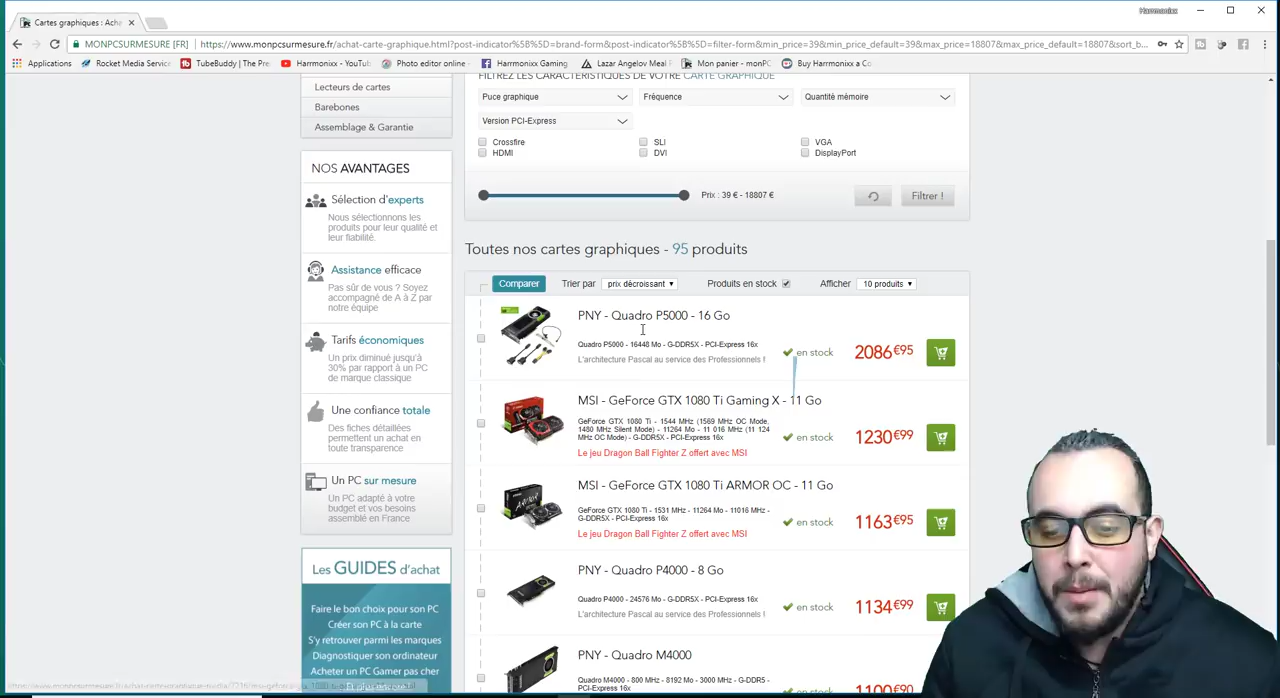 Harrmonixx
Cartes graphiques : Acha
MONPCSURMESURE [FR]
https://www.monpcsurmesure.fr/achat-carte-graphique.html?post-indicator%5B%5D=brand-form&post-indicator%5B%5D=filter-form&min_price=39&min_price_default=39&max_price=18807&max_price_default=18807&sort_b...
Applications
Rocket Media Service
TubeBuddy | The Pre
Harrmonixx - YouTu
Photo editor online -
Harrmonixx Gaming
Lazar Angelov Meal P
Mon panier - monPC
Buy Harrmonixx a Co
Lecteurs de cartes
Barebones
Assemblage & Garantie
NOS AVANTAGES
Sélection d'experts
Nous sélectionnons les
produits pour leur qualité et
leur fiabilité.
Assistance efficace
Pas sûr de vous ? Soyez
accompagné de A à Z par
notre équipe
Tarifs économiques
Un prix diminué jusqu'à
30% par rapport à un PC
de marque classique
Une confiance totale
Des fiches détaillées
permettent un achat en
toute transparence
Un PC sur mesure
Un PC adapté à votre
budget et vos besoins
assemblé en France
Les GUIDES d'achat
Faire le bon choix pour son PC
Créer son PC à la carte
S'y retrouver parmi les marques
Diagnostiquer son ordinateur
Acheter un PC Gamer pas cher
FILTREZ LES CARACTÉRISTIQUES DE VOTRE CARTE GRAPHIQUE
Puce graphique
Fréquence
Quantité mémoire
Version PCI-Express
Crossfire
SLI
VGA
HDMI
DVI
DisplayPort
Prix : 39 € - 18807 €
Filtrer !
Toutes nos cartes graphiques - 95 produits
Comparer
Trier par
prix décroissant
Produits en stock
Afficher
10 produits
PNY - Quadro P5000 - 16 Go
Quadro P5000 - 16448 Mo - G-DDR5X - PCI-Express 16x
L'architecture Pascal au service des Professionnels !
en stock
2086€95
MSI - GeForce GTX 1080 Ti Gaming X - 11 Go
GeForce GTX 1080 Ti - 1544 MHz (1569 MHz OC Mode,
1480 MHz Silent Mode) - 11264 Mo - 11 016 MHz (11 124
MHz OC Mode) - G-DDR5X - PCI-Express 16x
Le jeu Dragon Ball Fighter Z offert avec MSI
en stock
1230€99
MSI - GeForce GTX 1080 Ti ARMOR OC - 11 Go
GeForce GTX 1080 Ti - 1531 MHz - 11264 Mo - 11016 MHz -
G-DDR5X - PCI-Express 16x
Le jeu Dragon Ball Fighter Z offert avec MSI
en stock
1163€95
PNY - Quadro P4000 - 8 Go
Quadro P4000 - 24576 Mo - G-DDR5X - PCI-Express 16x
L'architecture Pascal au service des Professionnels !
en stock
1134€99
PNY - Quadro M4000
Quadro M4000 - 800 MHz - 8192 Mo - 3000 MHz - G-DDR5 -
PCI-Express 16x
en stock
1100€90